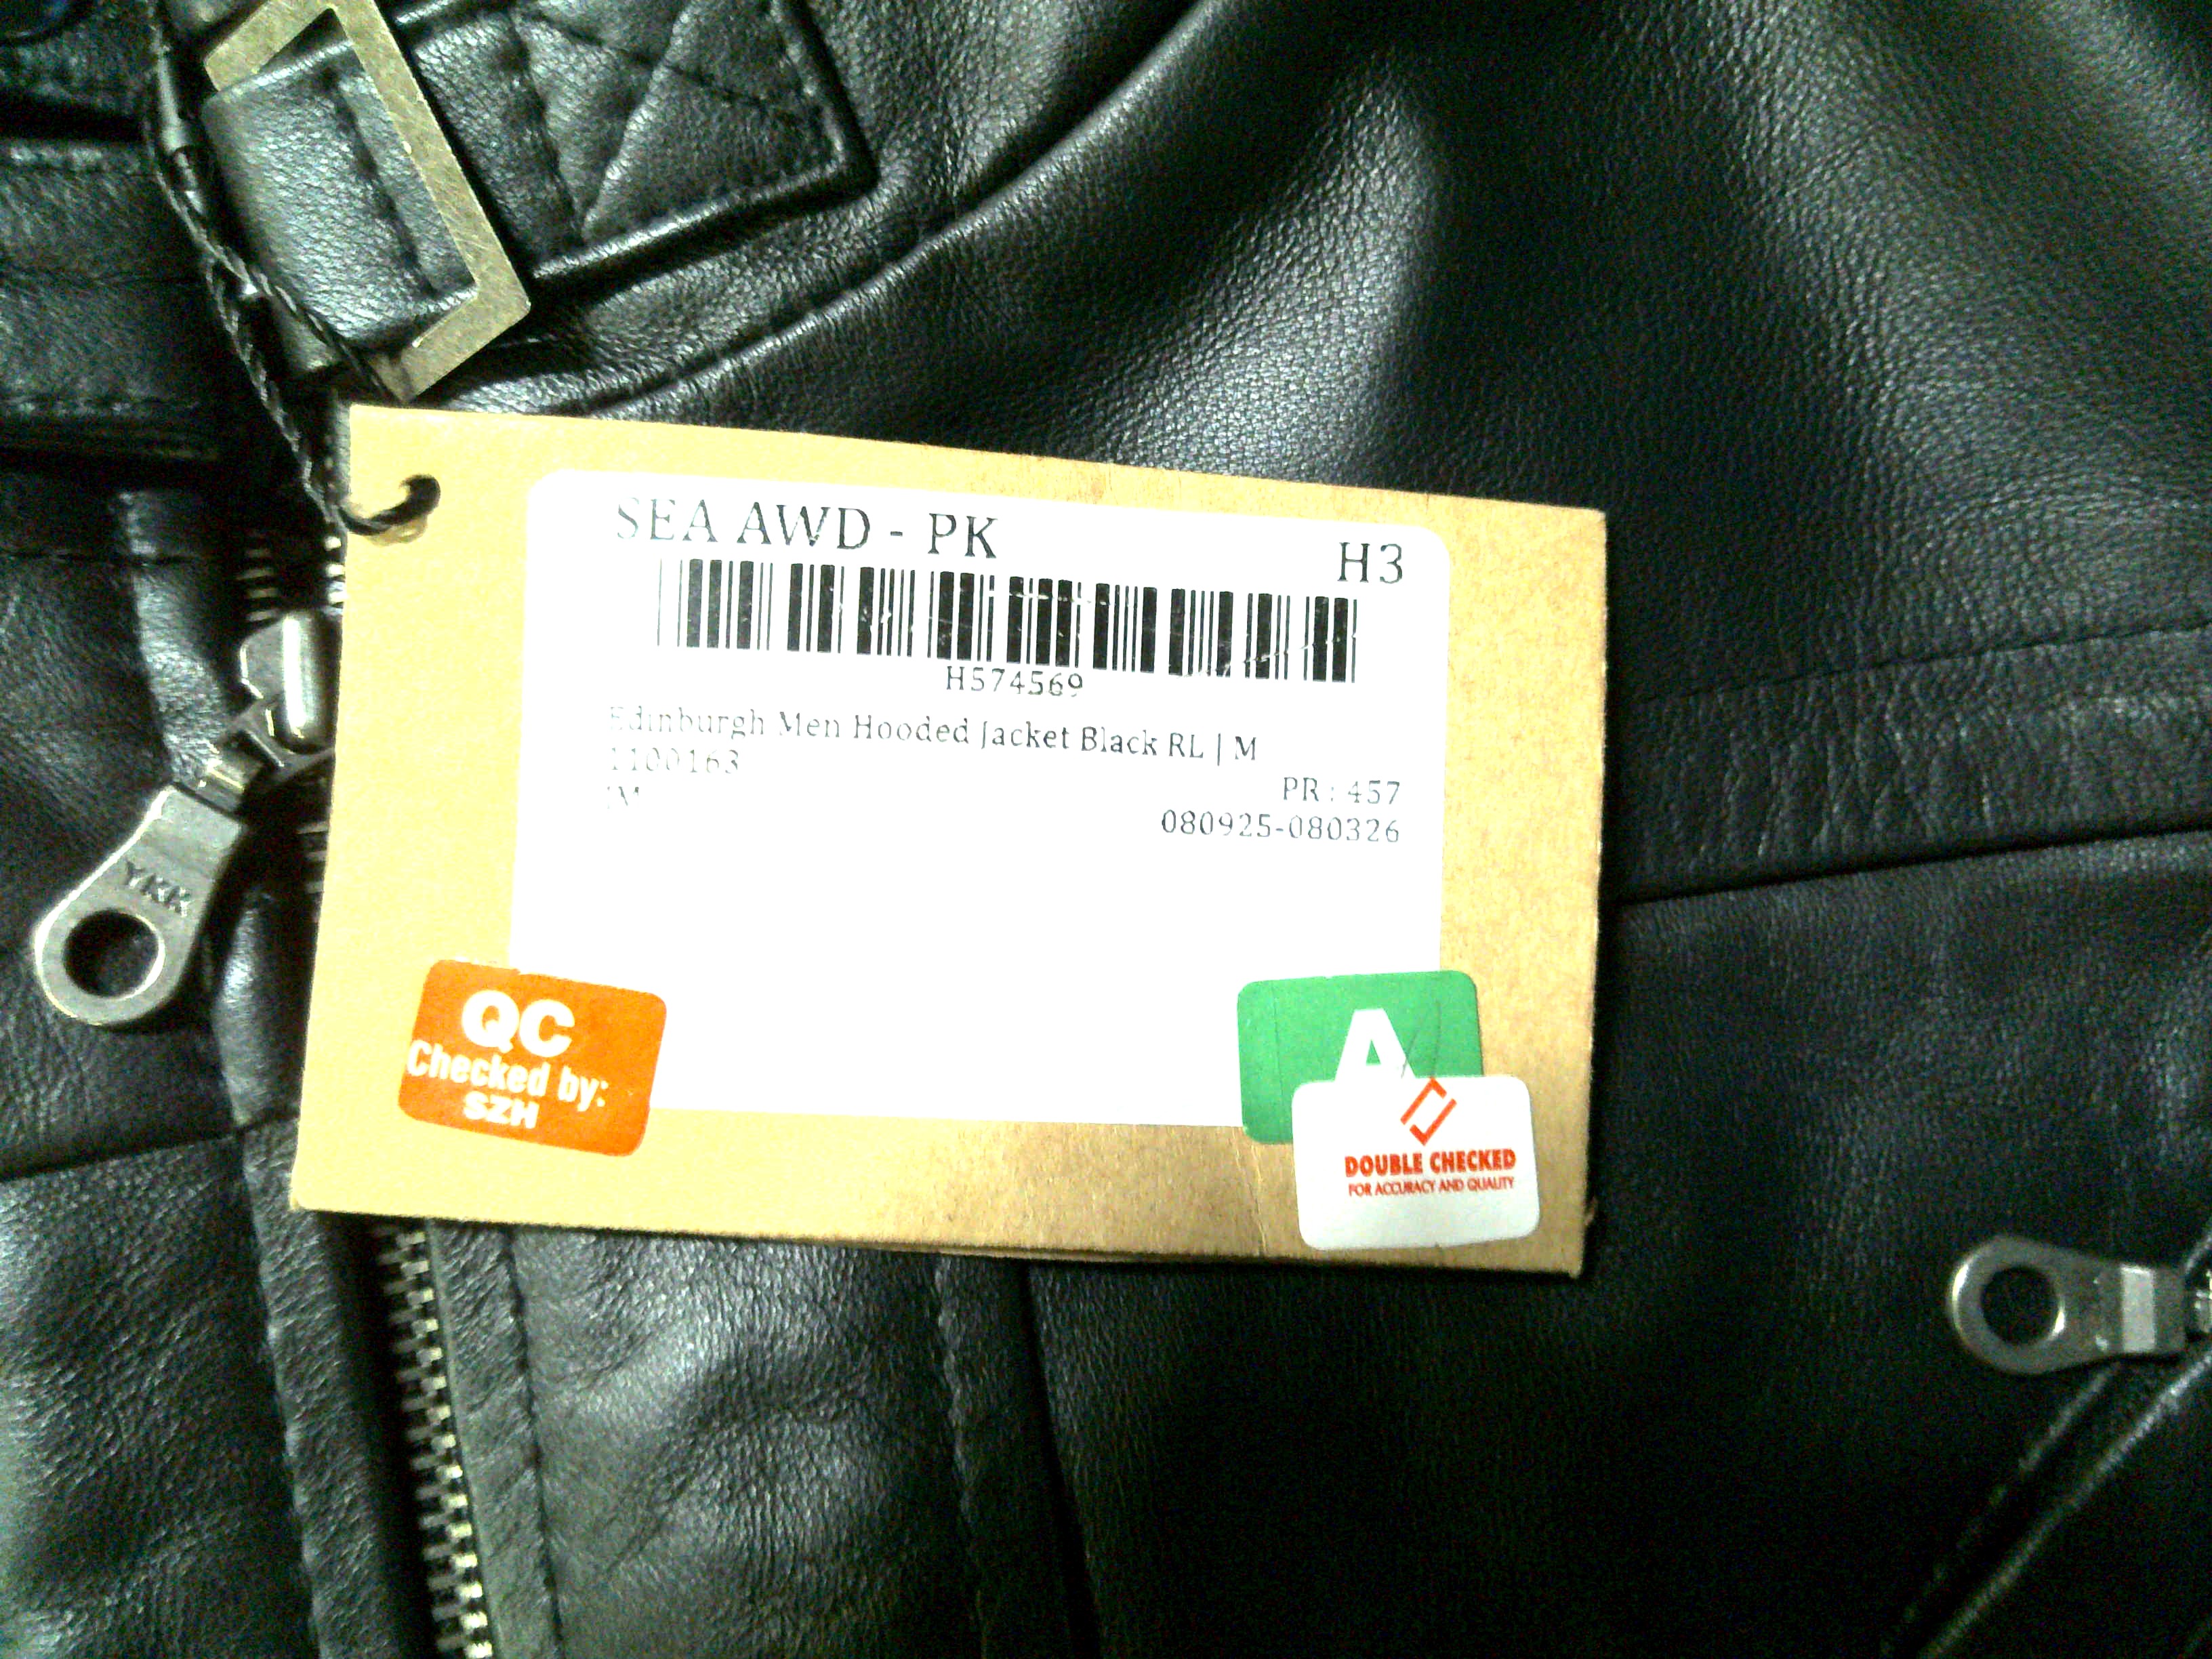 SEA AWD - PK
H3
H574569
Edinburgh Men Hooded Jacket Black RL | M
1100163
PR : 457
080925-080326
YKK
QC
Checked by:
SZH
A
DOUBLE CHECKED
FOR ACCURACY AND QUALITY